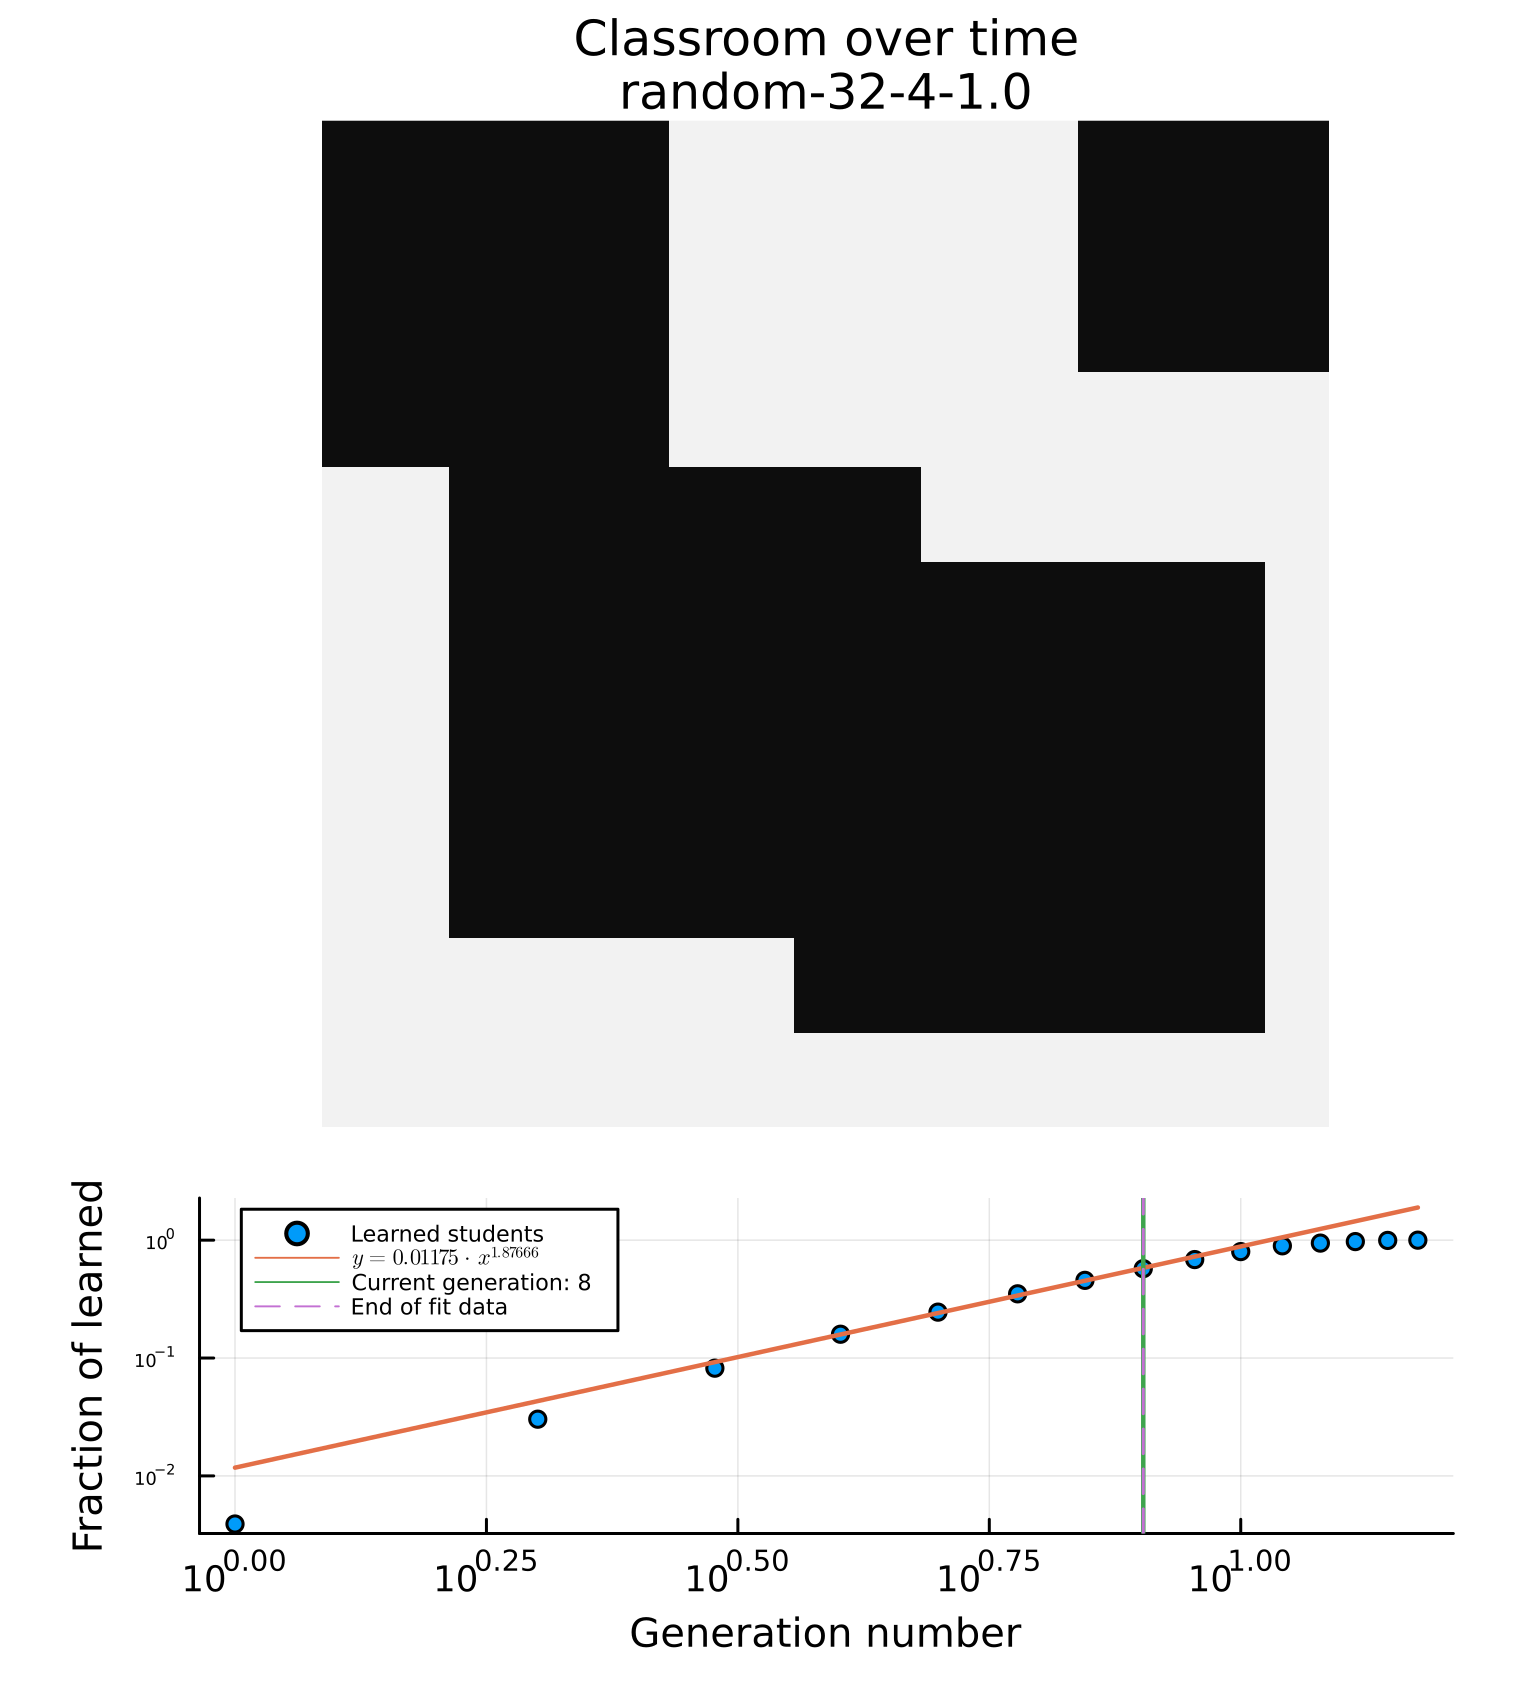 Classroom over time
random-32-4-1.0
Fraction of learned
10⁰
10⁻¹
10⁻²
Learned students
y = 0.01175 · x^1.87666
Current generation: 8
End of fit data
10^0.00 10^0.25 10^0.50 10^0.75 10^1.00
Generation number